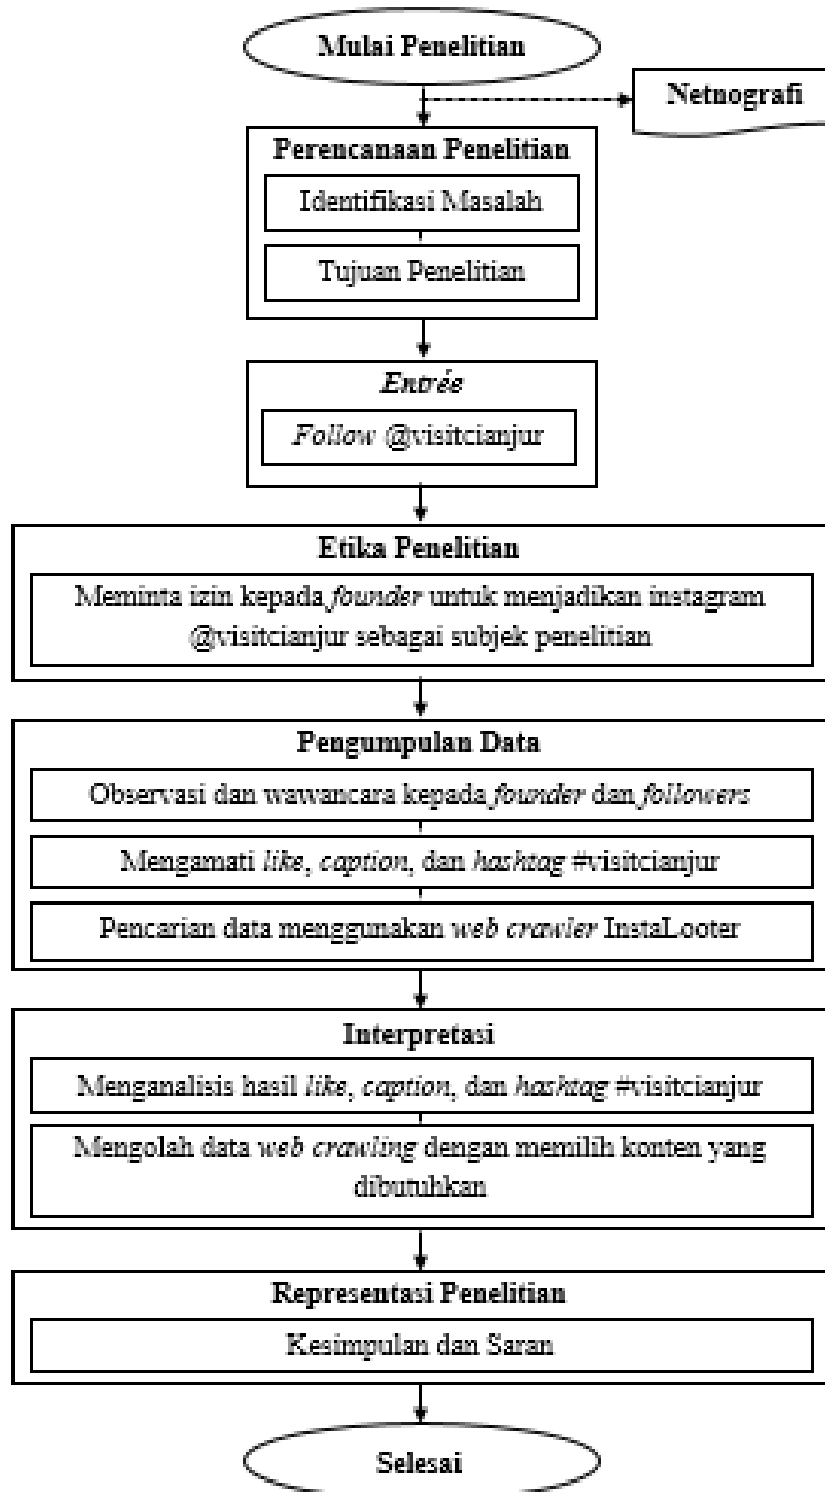 Mulai Penelitian
Netnografi
Perencanaan Penelitian
Identifikasi Masalah
Tujuan Penelitian
Entrée
Follow @visitcianjur
Etika Penelitian
Meminta izin kepada founder untuk menjadikan instagram
@visitcianjur sebagai subjek penelitian
Pengumpulan Data
Observasi dan wawancara kepada founder dan followers
Mengamati like, caption, dan hashtag #visitcianjur
Pencarian data menggunakan web crawler InstaLooter
Interpretasi
Menganalisis hasil like, caption, dan hashtag #visitcianjur
Mengolah data web crawling dengan memilih konten yang
dibutuhkan
Representasi Penelitian
Kesimpulan dan Saran
Selesai